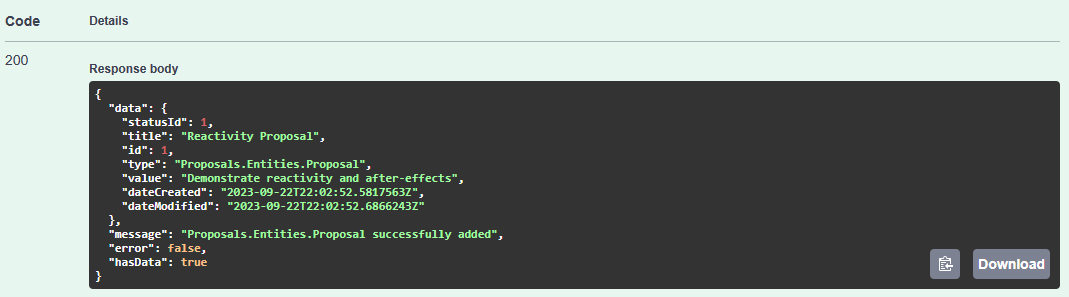 Code Details
200
Response body
{
  "data": {
    "statusId": 1,
    "title": "Reactivity Proposal",
    "id": 1,
    "type": "Proposals.Entities.Proposal",
    "value": "Demonstrate reactivity and after-effects",
    "dateCreated": "2023-09-22T22:02:52.5817563Z",
    "dateModified": "2023-09-22T22:02:52.6866243Z"
  },
  "message": "Proposals.Entities.Proposal successfully added",
  "error": false,
  "hasData": true
}
Download